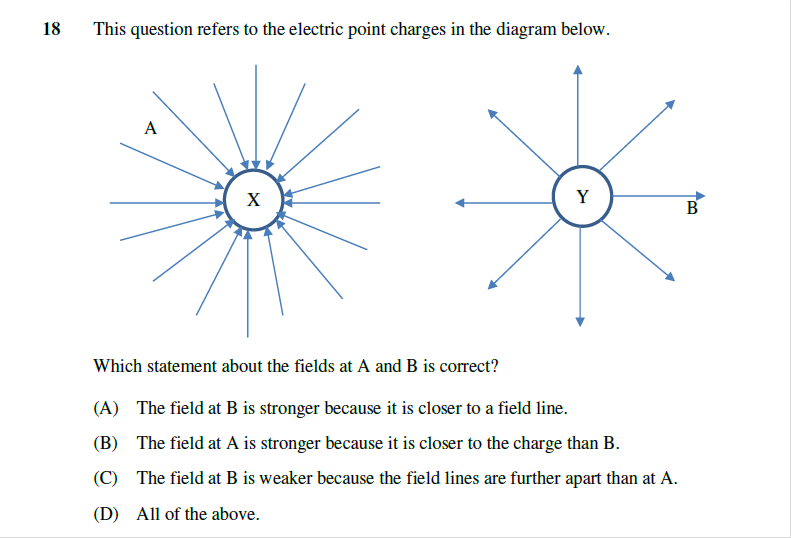 18 This question refers to the electric point charges in the diagram below.
A
X
Y
B
Which statement about the fields at A and B is correct?
(A) The field at B is stronger because it is closer to a field line.
(B) The field at A is stronger because it is closer to the charge than B.
(C) The field at B is weaker because the field lines are further apart than at A.
(D) All of the above.